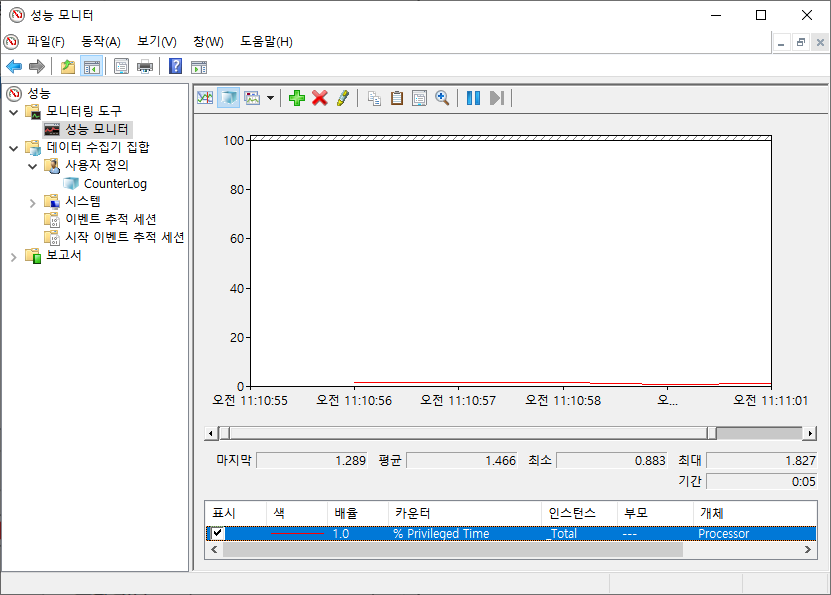 성능 모니터
파일(F) 동작(A) 보기(V) 창(W) 도움말(H)
성능
모니터링 도구
성능 모니터
데이터 수집기 집합
사용자 정의
CounterLog
시스템
이벤트 추적 세션
시작 이벤트 추적 세션
보고서
100
80
60
40
20
0
오전 11:10:55 오전 11:10:56 오전 11:10:57 오전 11:10:58 오... 오전 11:11:01
마지막 1.289 평균 1.466 최소 0.883 최대 1.827
기간 0:05
표시 색 배율 카운터 인스턴스 부모 개체
1.0 % Privileged Time _Total --- Processor